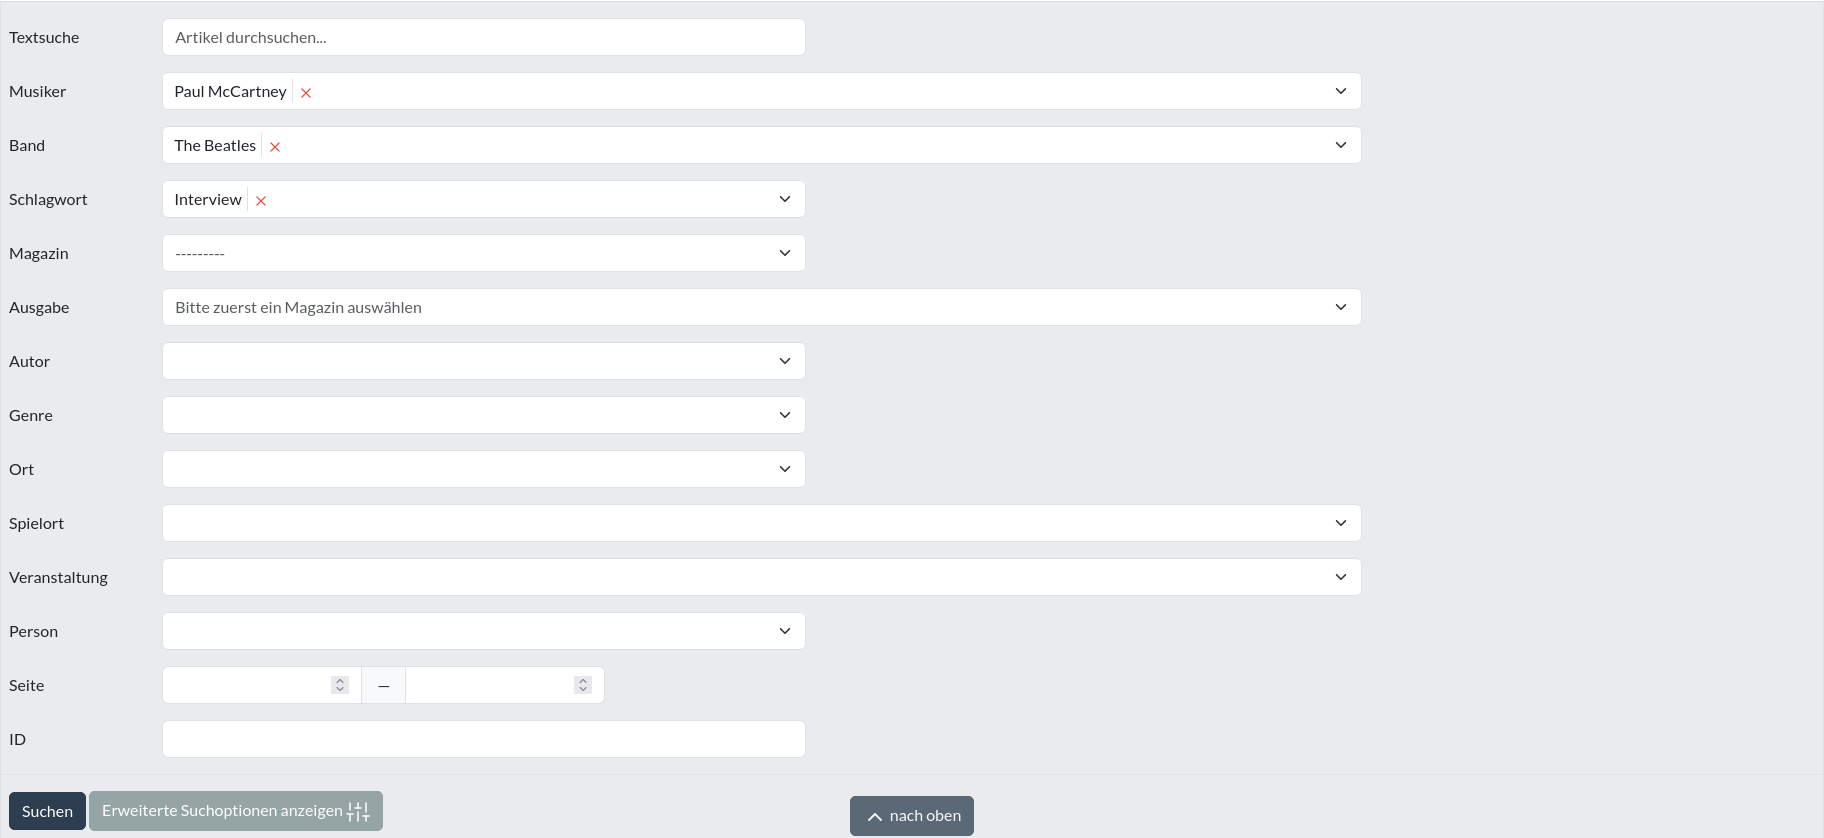 Textsuche Artikel durchsuchen...
Musiker Paul McCartney
Band The Beatles
Schlagwort Interview
Magazin ---------
Ausgabe Bitte zuerst ein Magazin auswählen
Autor
Genre
Ort
Spielort
Veranstaltung
Person
Seite –
ID
Suchen Erweiterte Suchoptionen anzeigen nach oben